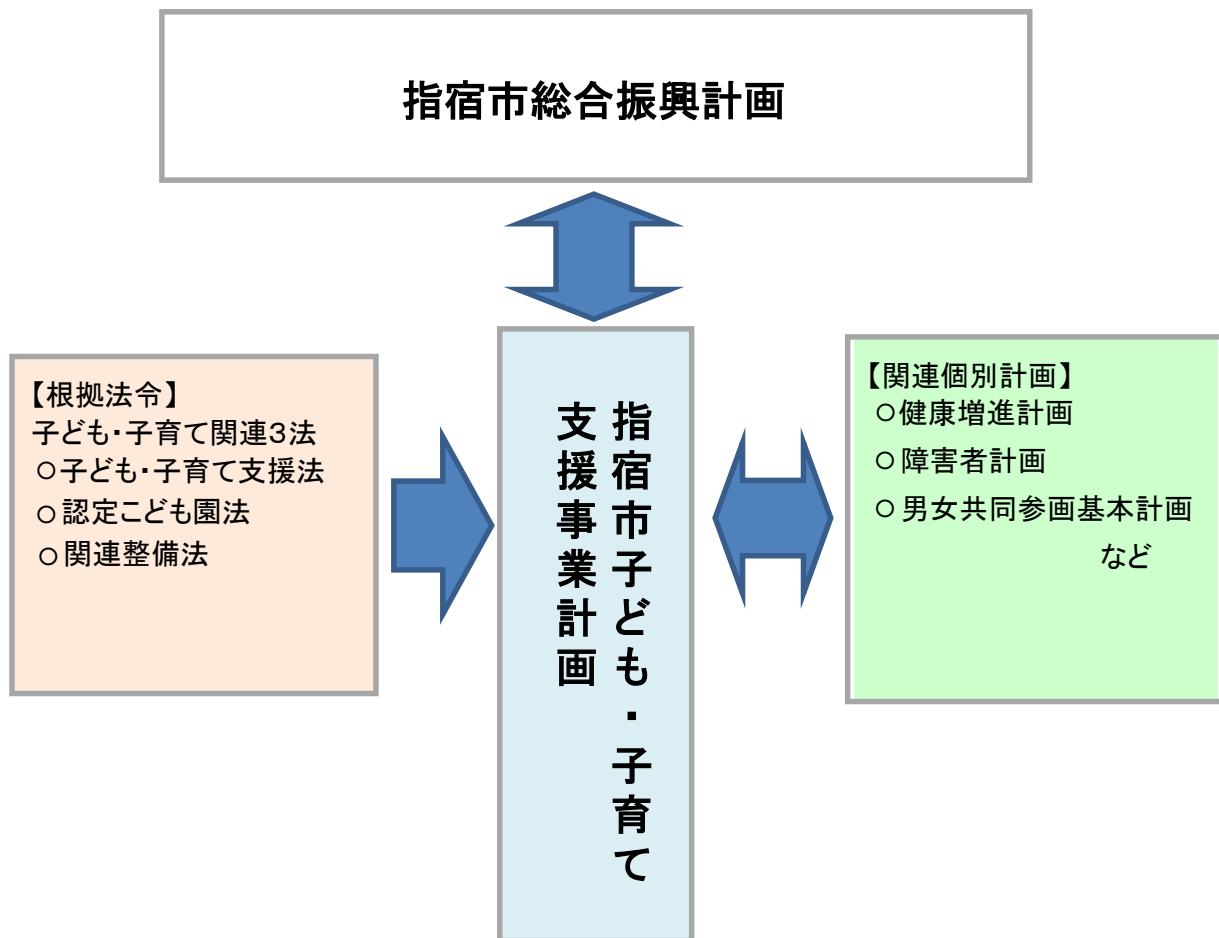 指宿市総合振興計画
【根拠法令】
子ども・子育て関連3法
○子ども・子育て支援法
○認定こども園法
○関連整備法
指宿市子ども・子育て
支援事業計画
【関連個別計画】
○健康増進計画
○障害者計画
○男女共同参画基本計画
など